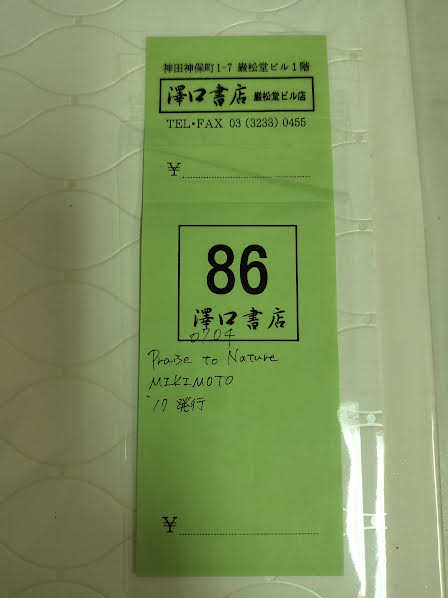 神田神保町1-7 巖松堂ビル1階
澤口書店 巖松堂ビル店
TEL・FAX 03 (3233) 0455
¥
86
澤口書店
0704
Praise to Nature
MIKIMOTO
'17 発行
¥